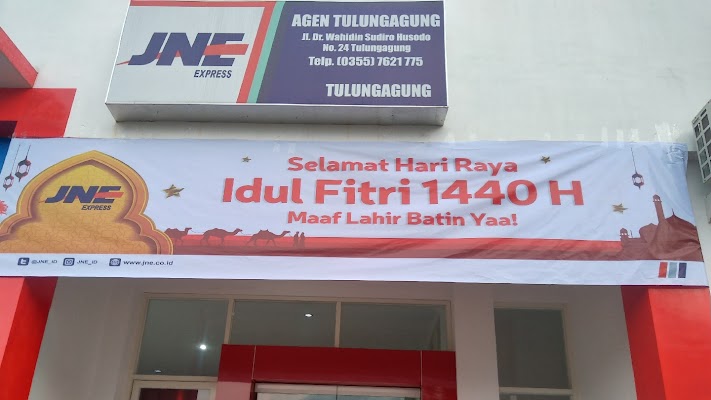 JNE
EXPRESS
AGEN TULUNGAGUNG
Jl. Dr. Wahidin Sudiro Husodo
No. 24 Tulungagung
Telp. (0355) 7621 775
TULUNGAGUNG
JNE
EXPRESS
Selamat Hari Raya
Idul Fitri 1440 H
Maaf Lahir Batin Yaa!
@JNE_ID JNE_ID www.jne.co.id